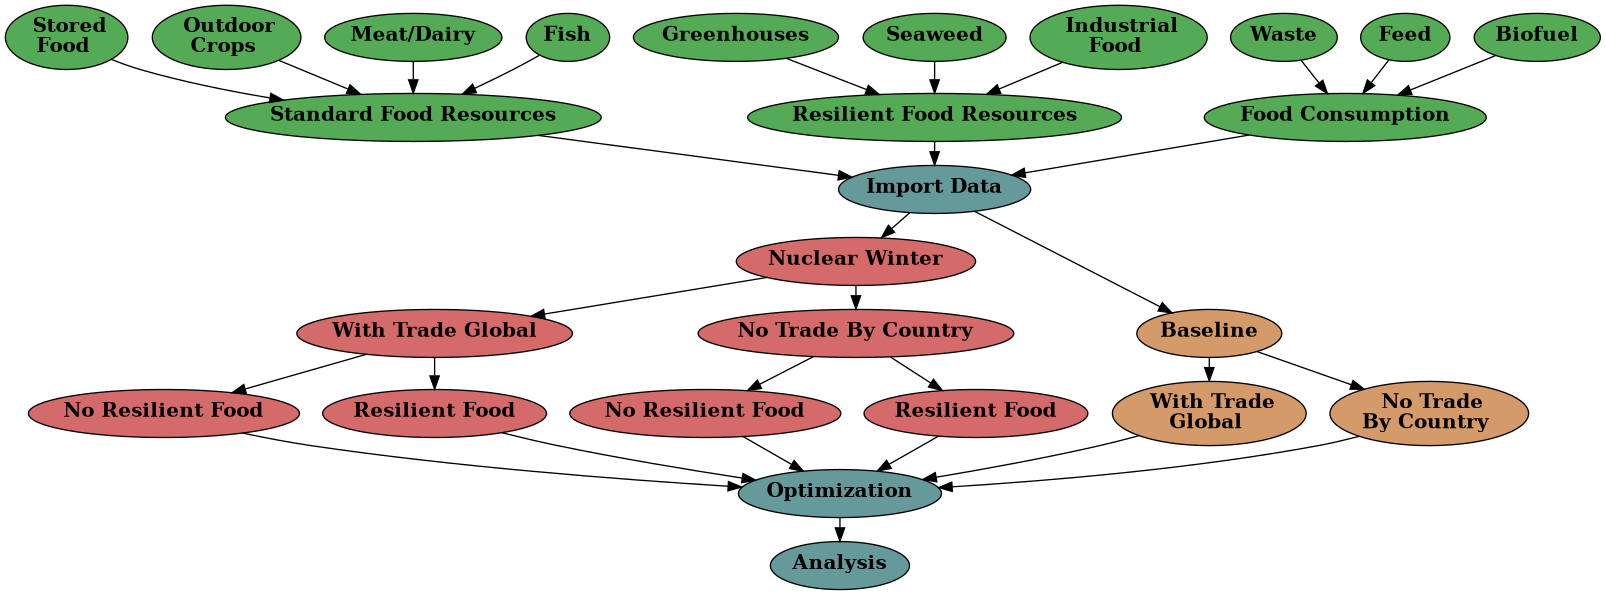 Stored
Food
Outdoor
Crops
Meat/Dairy
Fish
Greenhouses
Seaweed
Industrial
Food
Waste
Feed
Biofuel
Standard Food Resources
Resilient Food Resources
Food Consumption
Import Data
Nuclear Winter
With Trade Global
No Trade By Country
Baseline
No Resilient Food
Resilient Food
No Resilient Food
Resilient Food
With Trade
Global
No Trade
By Country
Optimization
Analysis